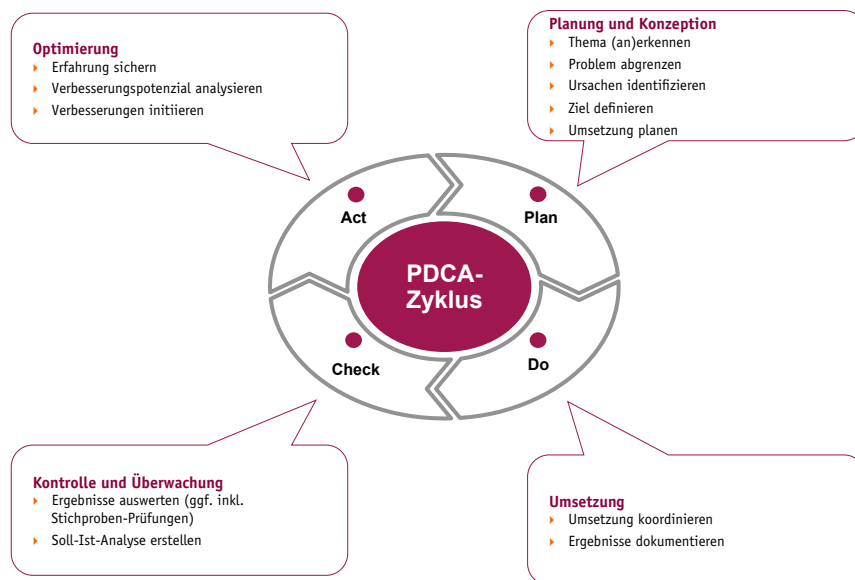 Optimierung
Erfahrung sichern
Verbesserungspotenzial analysieren
Verbesserungen initiieren
Planung und Konzeption
Thema (an)erkennen
Problem abgrenzen
Ursachen identifizieren
Ziel definieren
Umsetzung planen
Act
Plan
PDCA-
Zyklus
Check
Do
Kontrolle und Überwachung
Ergebnisse auswerten (ggf. inkl.
Stichproben-Prüfungen)
Soll-Ist-Analyse erstellen
Umsetzung
Umsetzung koordinieren
Ergebnisse dokumentieren